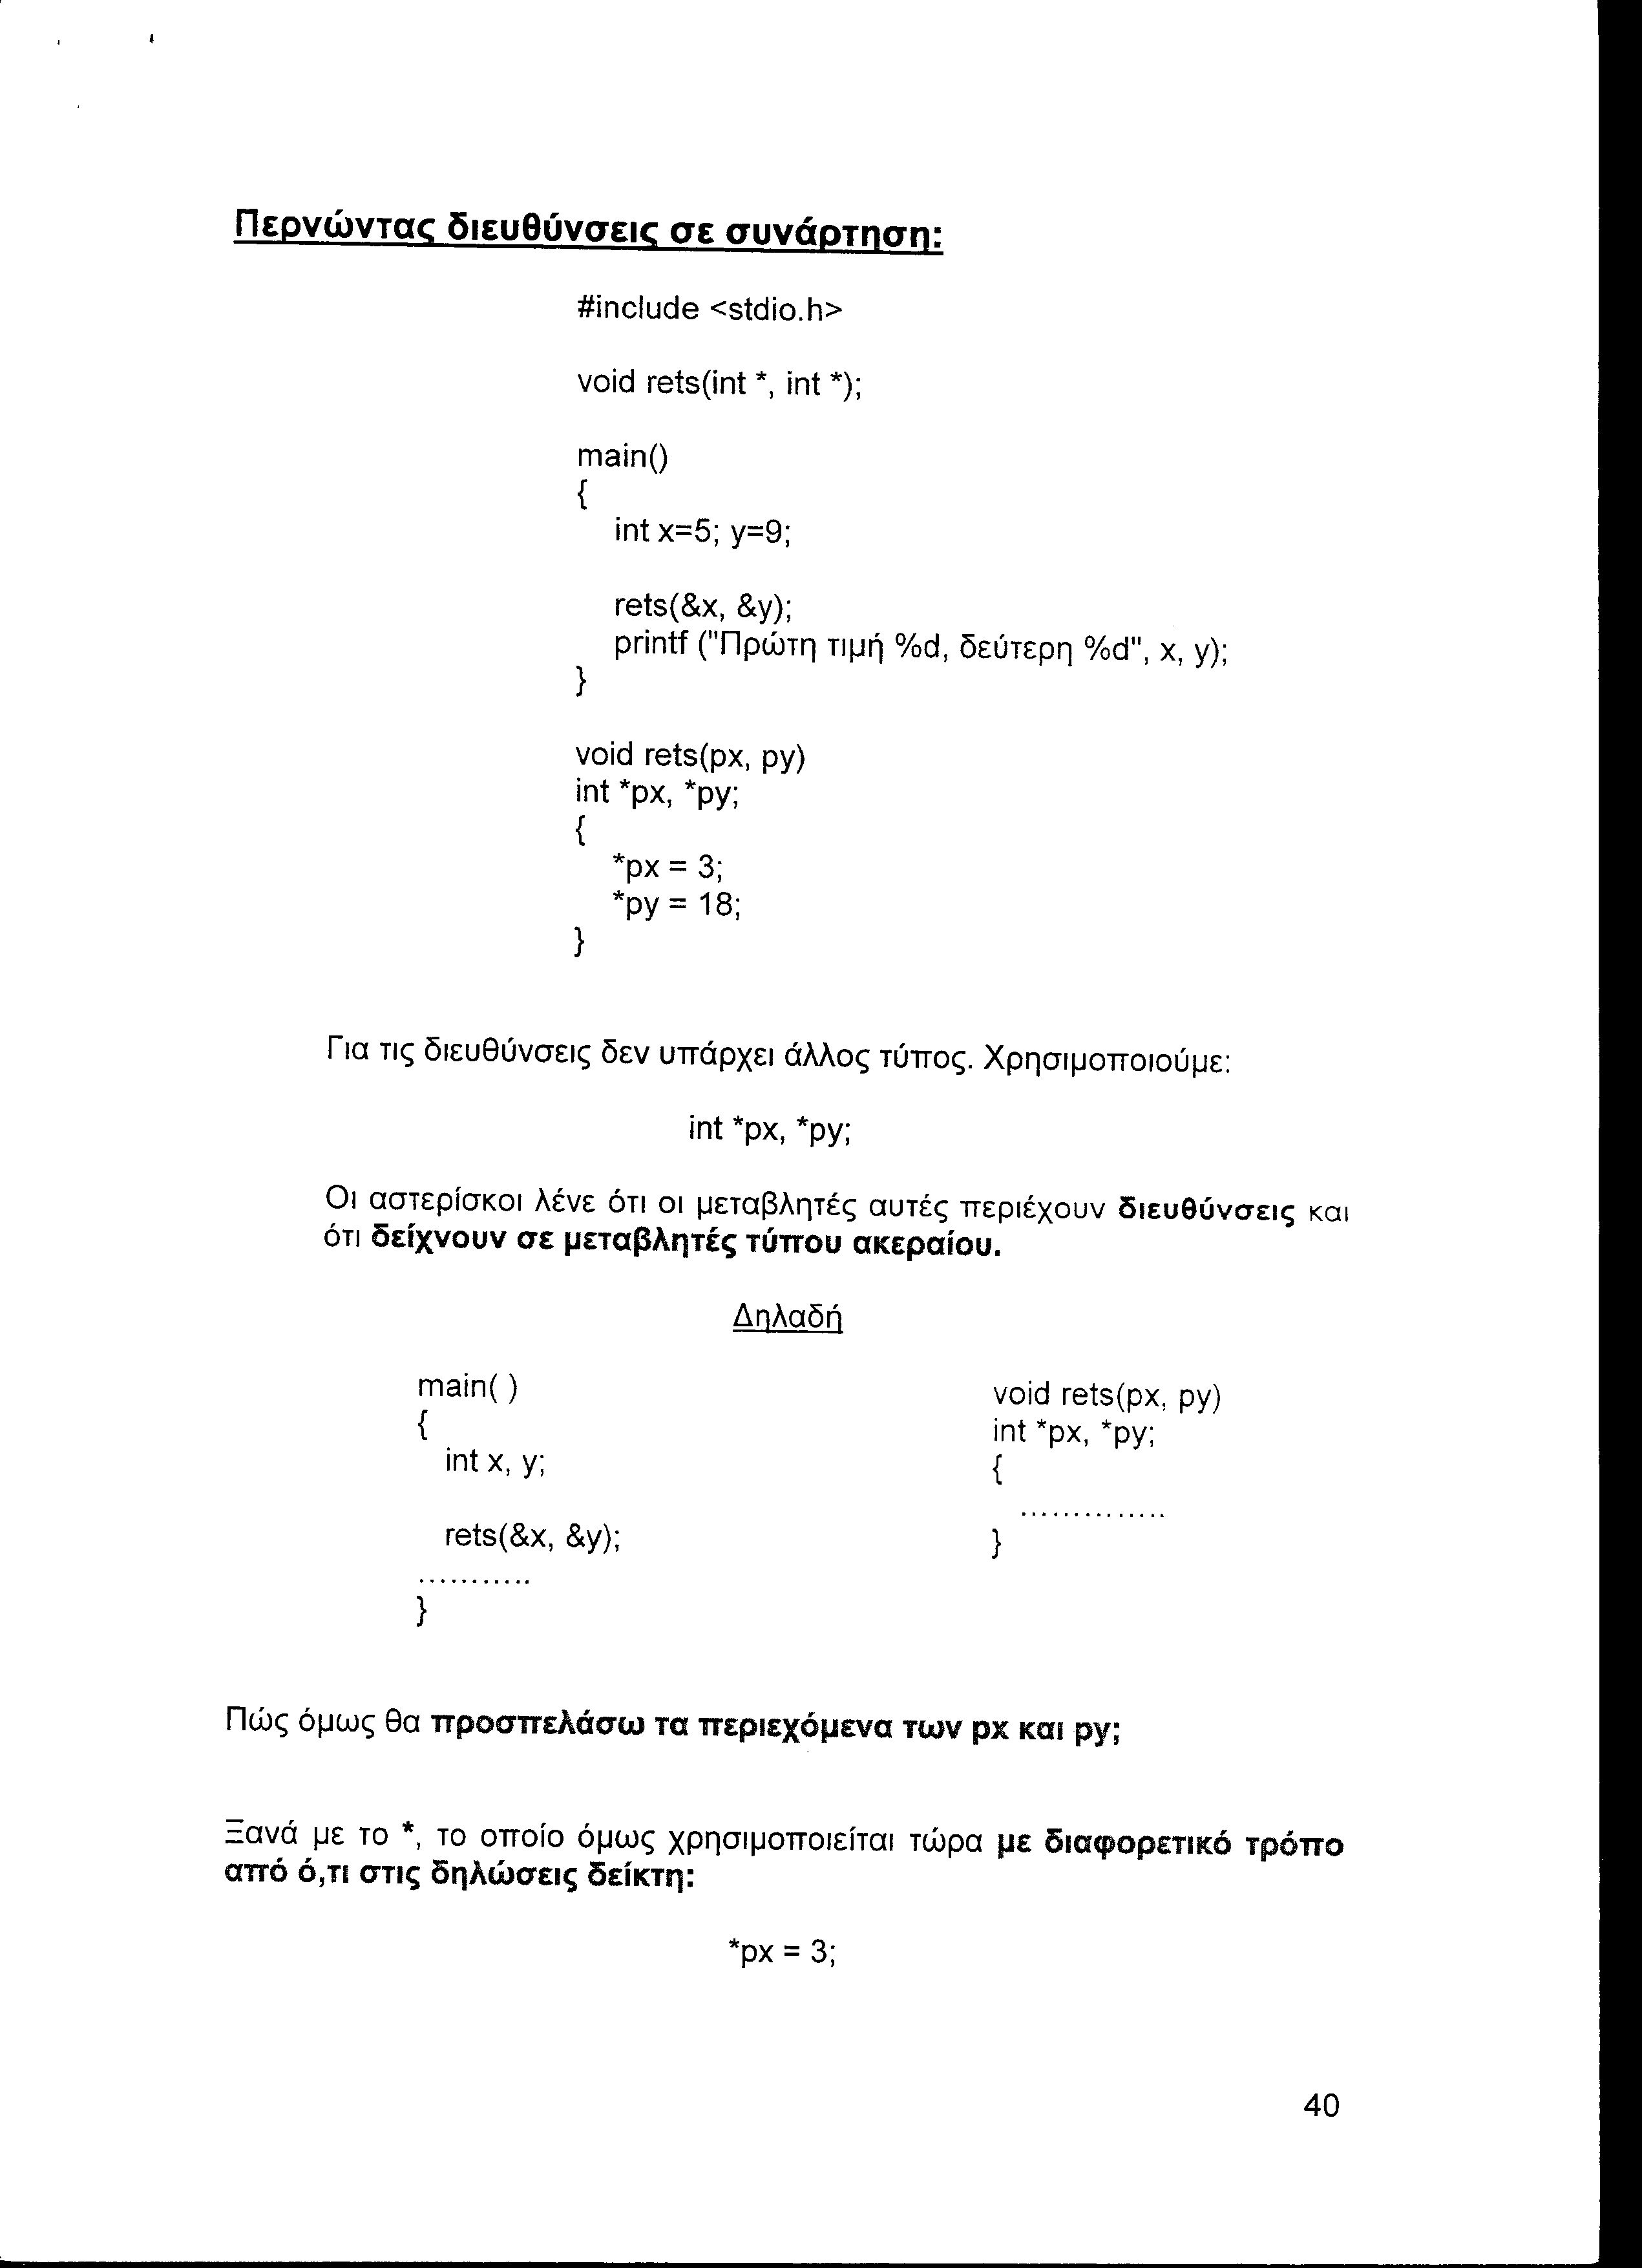 Περνώντας διευθύνσεις σε συνάρτηση:
#include <stdio.h>
void rets(int *, int *);
main()
{
int x=5; y=9;
rets(&x, &y);
printf ("Πρώτη τιμή %d, δεύτερη %d", x, y);
}
void rets(px, py)
int *px, *py;
{
*px = 3;
*py = 18;
}
Για τις διευθύνσεις δεν υπάρχει άλλος τύπος. Χρησιμοποιούμε:
int *px, *py;
Οι αστερίσκοι λένε ότι οι μεταβλητές αυτές περιέχουν διευθύνσεις και
ότι δείχνουν σε μεταβλητές τύπου ακεραίου.
Δηλαδή
main( )
{
int x, y;
rets(&x, &y);
...........
}
void rets(px, py)
int *px, *py;
{
..............
}
Πώς όμως θα προσπελάσω τα περιεχόμενα των px και py;
Ξανά με το *, το οποίο όμως χρησιμοποιείται τώρα με διαφορετικό τρόπο
από ό,τι στις δηλώσεις δείκτη:
*px = 3;
40